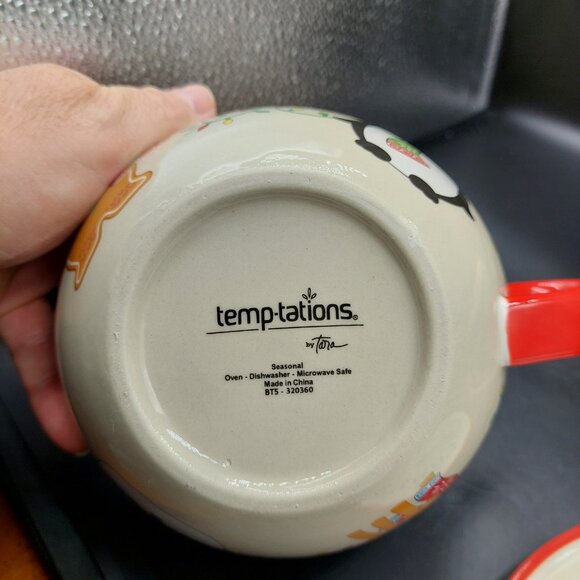 temp-tations®
by Tara
Seasonal
Oven - Dishwasher - Microwave Safe
Made in China
BT5 - 320360